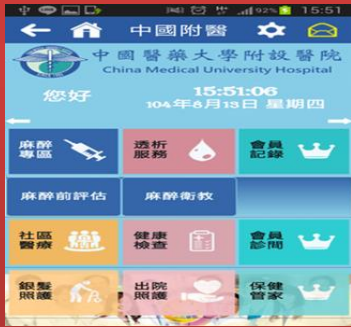 92% 15:51
中國附醫
中國醫藥大學附設醫院
China Medical University Hospital
您好
15:51:06
104年8月13日 星期四
麻醉
專區
透析
服務
會員
記錄
麻醉前評估
麻醉衛教
社區
醫療
健康
檢查
會員
診間
銀髮
照護
出院
照護
保健
管家